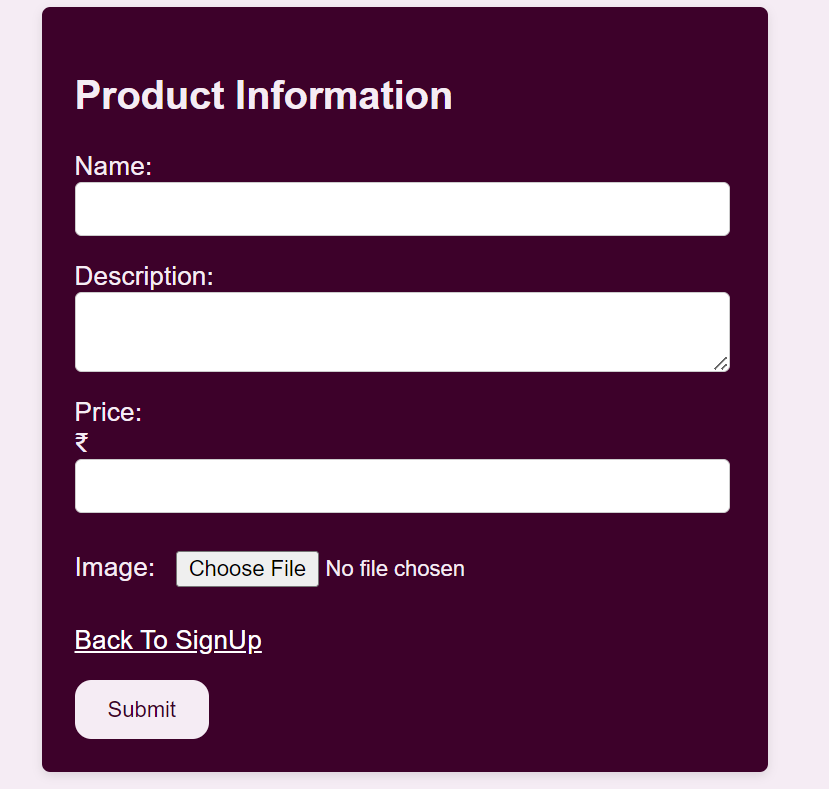 Product Information
Name:
Description:
Price:
₹
Image: Choose File No file chosen
Back To SignUp
Submit